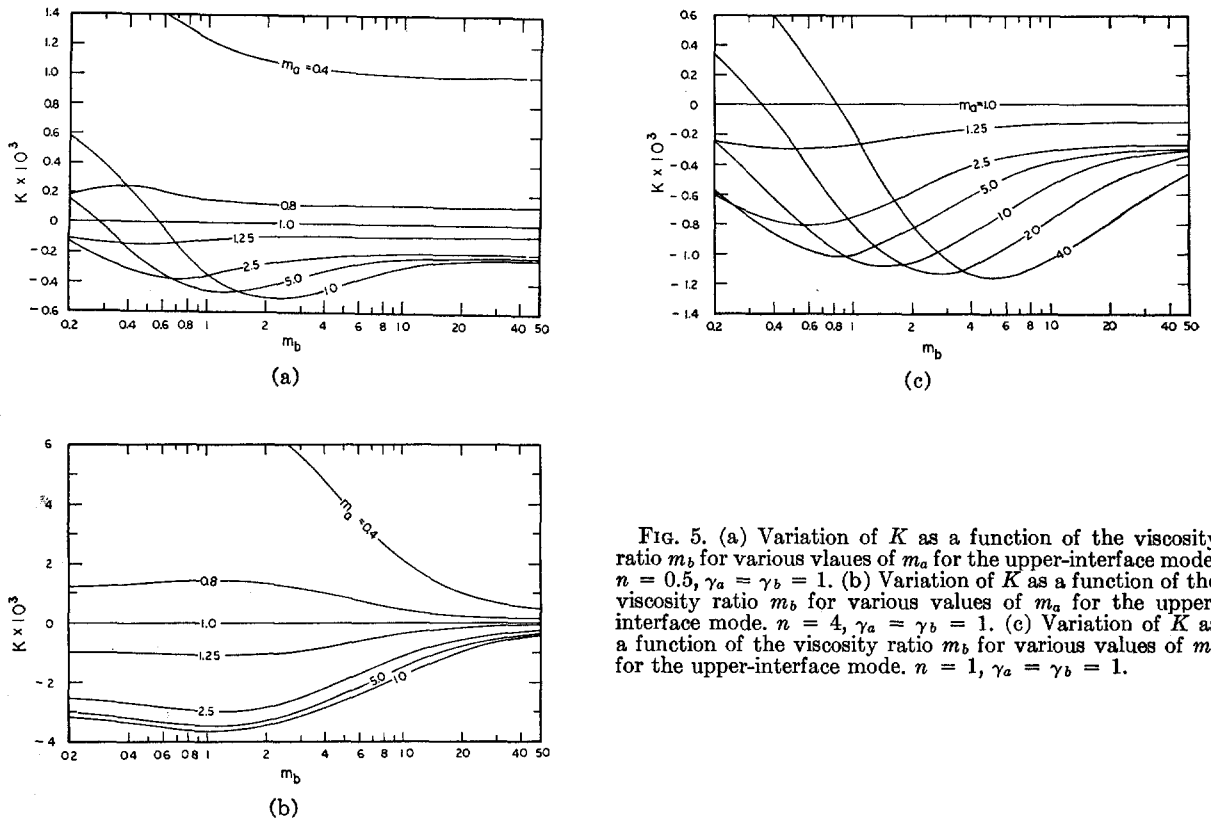 1.4
1.2
1.0
0.8
0.6
0.4
0.2
0
-0.2
-0.4
-0.6
K × 10³
mₐ=0.4
0.8
1.0
1.25
2.5
5.0
10
0.2 0.4 0.6 0.8 1 2 4 6 8 10 20 40 50
m_b
(a)
0.6
0.4
0.2
0
-0.2
-0.4
-0.6
-0.8
-1.0
-1.2
-1.4
K × 10³
mₐ=1.0
1.25
2.5
5.0
10
20
40
0.2 0.4 0.6 0.8 1 2 4 6 8 10 20 40 50
m_b
(c)
6
4
2
0
-2
-4
K × 10³
mₐ=0.4
0.8
1.0
1.25
2.5
5.0
10
02 04 06 08 1 2 4 6 8 10 20 40 50
m_b
(b)
FIG. 5. (a) Variation of K as a function of the viscosity
ratio m_b for various vlaues of mₐ for the upper-interface mode
n = 0.5, γₐ = γ_b = 1. (b) Variation of K as a function of the
viscosity ratio m_b for various values of mₐ for the upper
interface mode. n = 4, γₐ = γ_b = 1. (c) Variation of K as
a function of the viscosity ratio m_b for various values of m
for the upper-interface mode. n = 1, γₐ = γ_b = 1.